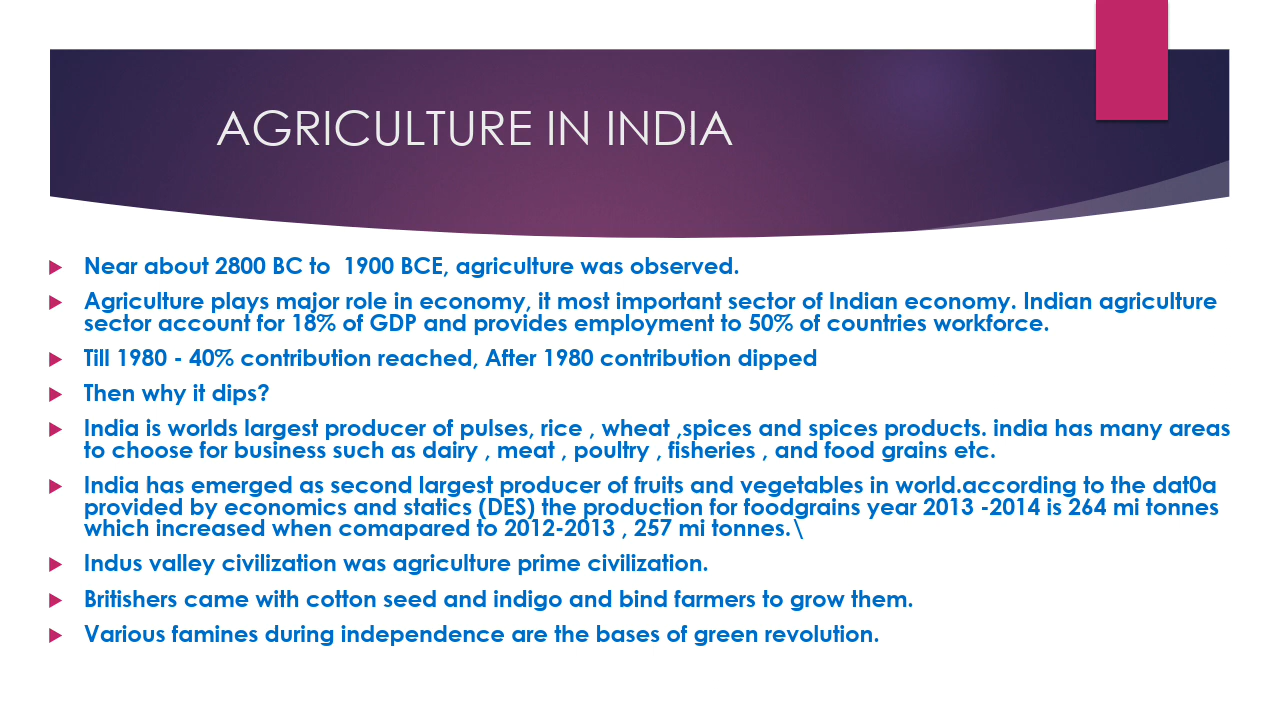 AGRICULTURE IN INDIA
Near about 2800 BC to  1900 BCE, agriculture was observed.
Agriculture plays major role in economy, it most important sector of Indian economy. Indian agriculture
sector account for 18% of GDP and provides employment to 50% of countries workforce.
Till 1980 - 40% contribution reached, After 1980 contribution dipped
Then why it dips?
India is worlds largest producer of pulses, rice , wheat ,spices and spices products. india has many areas
to choose for business such as dairy , meat , poultry , fisheries , and food grains etc.
India has emerged as second largest producer of fruits and vegetables in world.according to the dat0a
provided by economics and statics (DES) the production for foodgrains year 2013 -2014 is 264 mi tonnes
which increased when comapared to 2012-2013 , 257 mi tonnes.\
Indus valley civilization was agriculture prime civilization.
Britishers came with cotton seed and indigo and bind farmers to grow them.
Various famines during independence are the bases of green revolution.